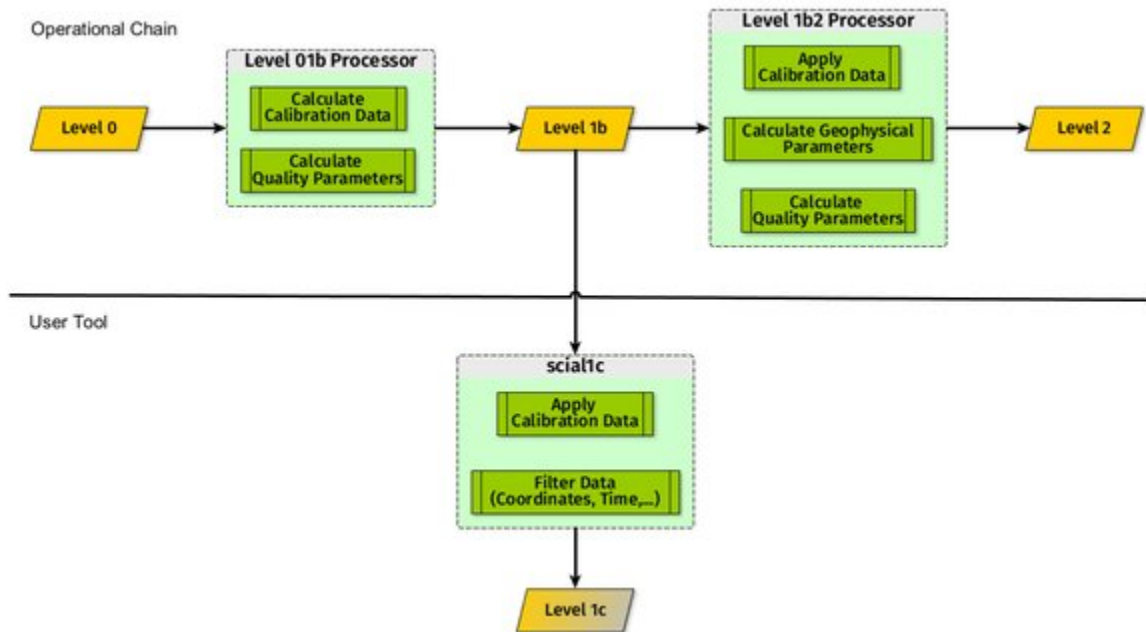 Operational Chain
Level 01b Processor
Level 1b2 Processor
Apply
Calibration Data
Calculate
Calibration Data
Level 0
Level 1b
Calculate Geophysical
Parameters
Level 2
Calculate
Quality Parameters
Calculate
Quality Parameters
User Tool
scial1c
Apply
Calibration Data
Filter Data
(Coordinates, Time,...)
Level 1c